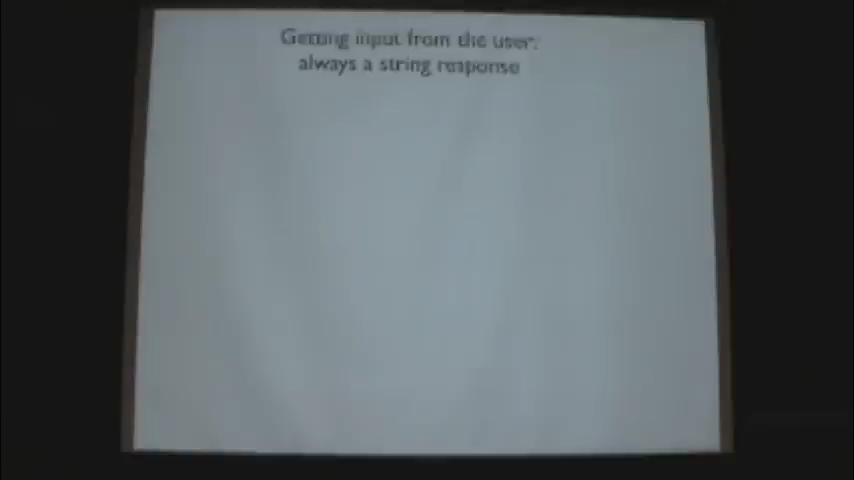 Getting input from the user:
always a string response